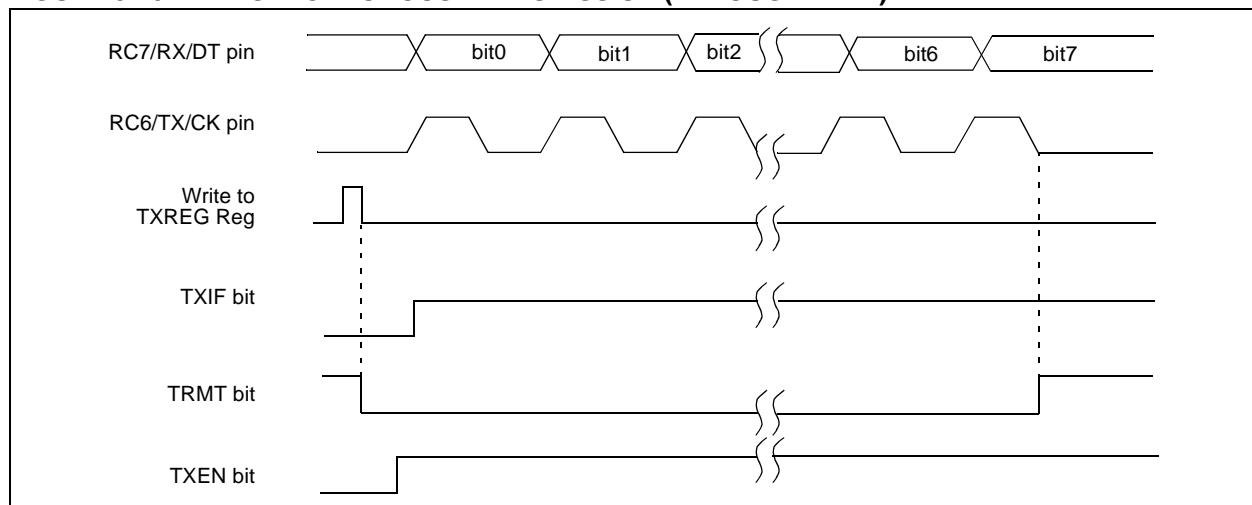 RC7/RX/DT pin
bit0
bit1
bit2
bit6
bit7
RC6/TX/CK pin
Write to
TXREG Reg
TXIF bit
TRMT bit
TXEN bit